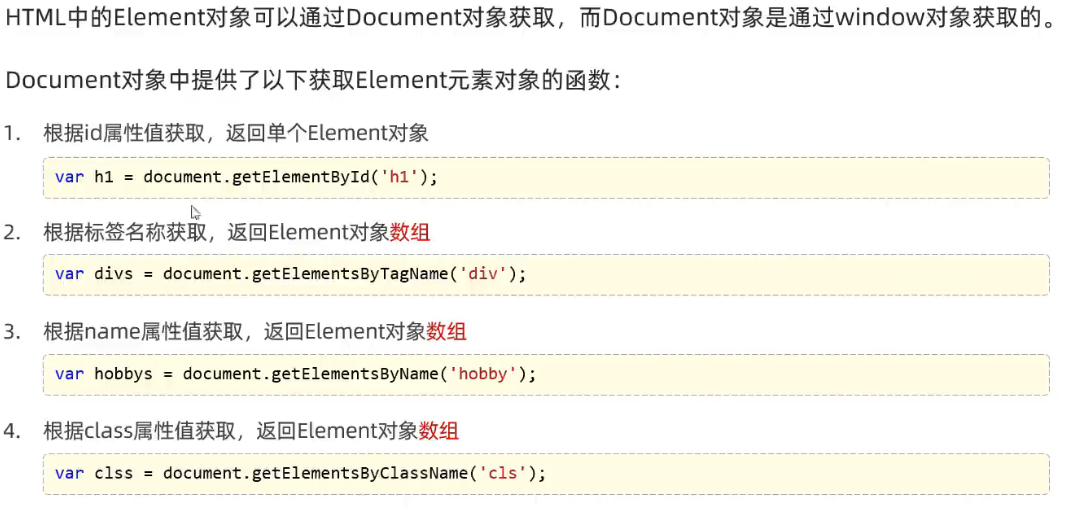 HTML中的Element对象可以通过Document对象获取，而Document对象是通过window对象获取的。
Document对象中提供了以下获取Element元素对象的函数：
1. 根据id属性值获取，返回单个Element对象
var h1 = document.getElementById('h1');
2. 根据标签名称获取，返回Element对象数组
var divs = document.getElementsByTagName('div');
3. 根据name属性值获取，返回Element对象数组
var hobbys = document.getElementsByName('hobby');
4. 根据class属性值获取，返回Element对象数组
var clss = document.getElementsByClassName('cls');